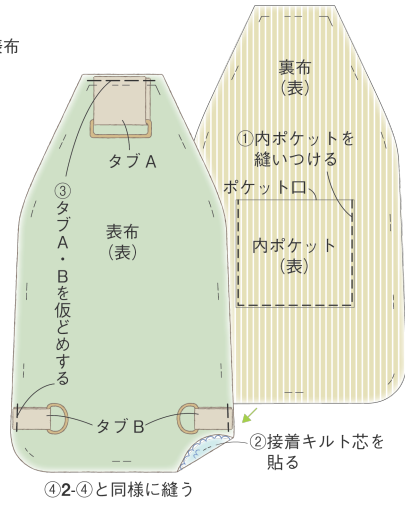 表布
裏布
(表)
①内ポケットを
縫いつける
ポケット口
内ポケット
(表)
タブA
③タブA・Bを仮どめする
表布
(表)
タブB
②接着キルト芯を
貼る
④2-④と同様に縫う